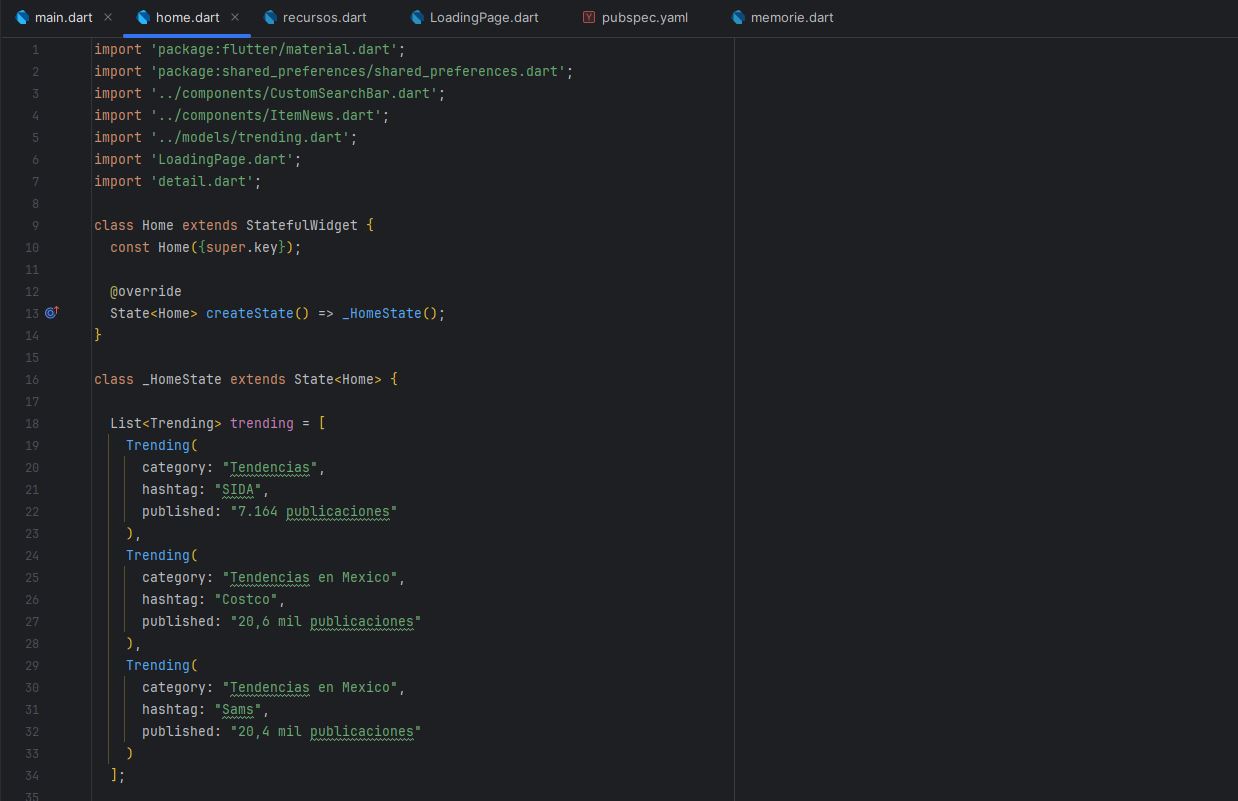 main.dart home.dart recursos.dart LoadingPage.dart pubspec.yaml memorie.dart
1 import 'package:flutter/material.dart';
2 import 'package:shared_preferences/shared_preferences.dart';
3 import '../components/CustomSearchBar.dart';
4 import '../components/ItemNews.dart';
5 import '../models/trending.dart';
6 import 'LoadingPage.dart';
7 import 'detail.dart';
8
9 class Home extends StatefulWidget {
10 const Home({super.key});
11
12 @override
13 State<Home> createState() => _HomeState();
14 }
15
16 class _HomeState extends State<Home> {
17
18 List<Trending> trending = [
19 Trending(
20 category: "Tendencias",
21 hashtag: "SIDA",
22 published: "7.164 publicaciones"
23 ),
24 Trending(
25 category: "Tendencias en Mexico",
26 hashtag: "Costco",
27 published: "20,6 mil publicaciones"
28 ),
29 Trending(
30 category: "Tendencias en Mexico",
31 hashtag: "Sams",
32 published: "20,4 mil publicaciones"
33 )
34 ];
35